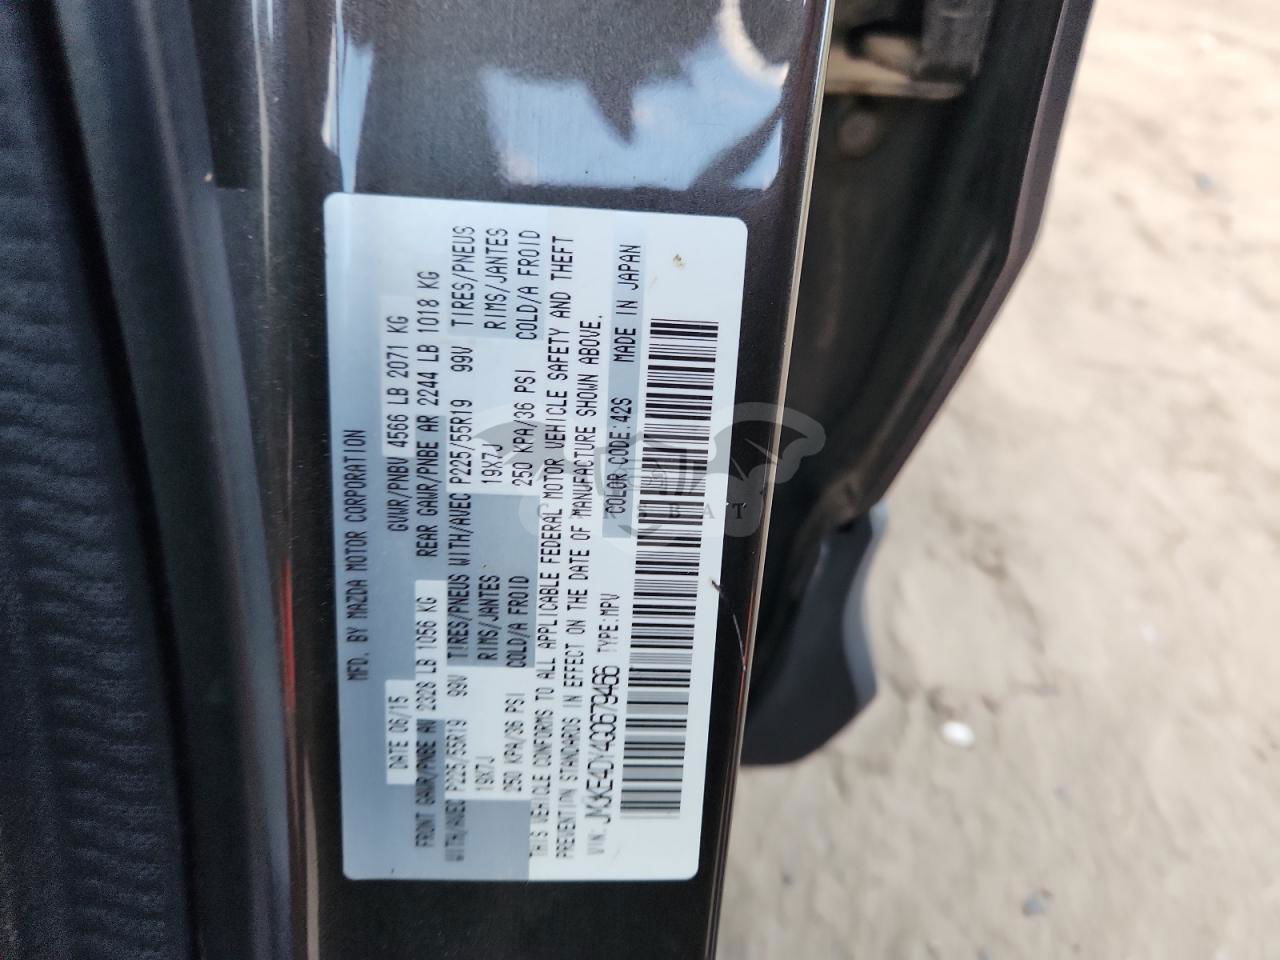 MFD. BY MAZDA MOTOR CORPORATION
DATE 06/15 GVWR/PNBV 4566 LB 2071 KG
FRONT GAWR/PNBE AV 2328 LB 1056 KG REAR GAWR/PNBE AR 2244 LB 1018 KG
WITH/AVEC P225/55R19 99V TIRES/PNEUS WITH/AVEC P225/55R19 99V TIRES/PNEUS
19X7J RIMS/JANTES 19X7J RIMS/JANTES
250 KPA/36 PSI COLD/A FROID 250 KPA/36 PSI COLD/A FROID
THIS VEHICLE CONFORMS TO ALL APPLICABLE FEDERAL MOTOR VEHICLE SAFETY AND THEFT
PREVENTION STANDARDS IN EFFECT ON THE DATE OF MANUFACTURE SHOWN ABOVE.
VIN: TYPE:MPV COLOR CODE:42S MADE IN JAPAN